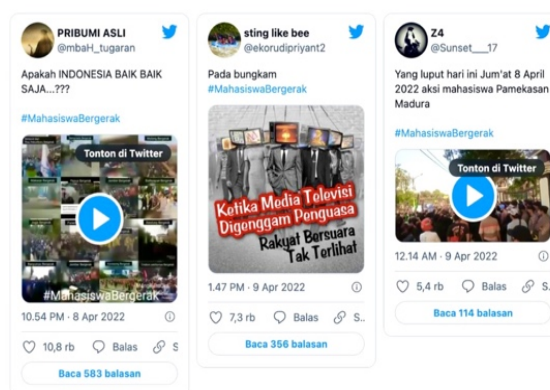 PRIBUMI ASLI
@mbaH_tugaran
Apakah INDONESIA BAIK BAIK
SAJA...???
#MahasiswaBergerak
Tonton di Twitter
#MahasiswaBergerak
10.54 PM · 8 Apr 2022
10,8 rb
Balas
S
Baca 583 balasan
sting like bee
@ekorudipriyant2
Pada bungkam
#MahasiswaBergerak
Ketika Media Televisi
Digenggam Penguasa
Rakyat Bersuara
Tak Terlihat
1.47 PM · 9 Apr 2022
7,3 rb
Balas
S..
Baca 356 balasan
Z4
@Sunset___17
Yang luput hari ini Jum'at 8 April
2022 aksi mahasiswa Pamekasan
Madura
#MahasiswaBergerak
Tonton di Twitter
12.14 AM · 9 Apr 2022
5,4 rb
Balas
S.
Baca 114 balasan